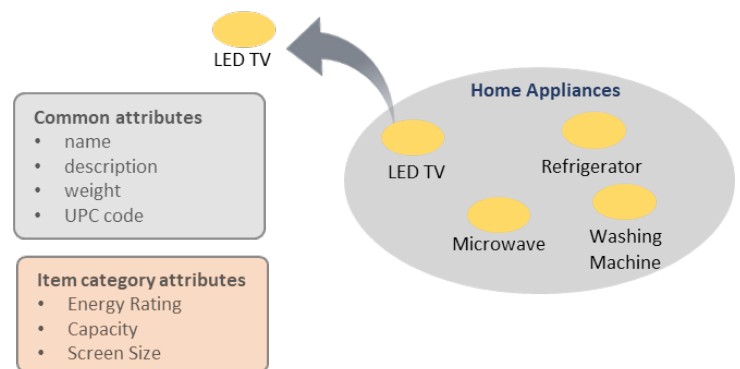 LED TV
Common attributes
• name
• description
• weight
• UPC code
Item category attributes
• Energy Rating
• Capacity
• Screen Size
Home Appliances
LED TV
Refrigerator
Microwave
Washing
Machine